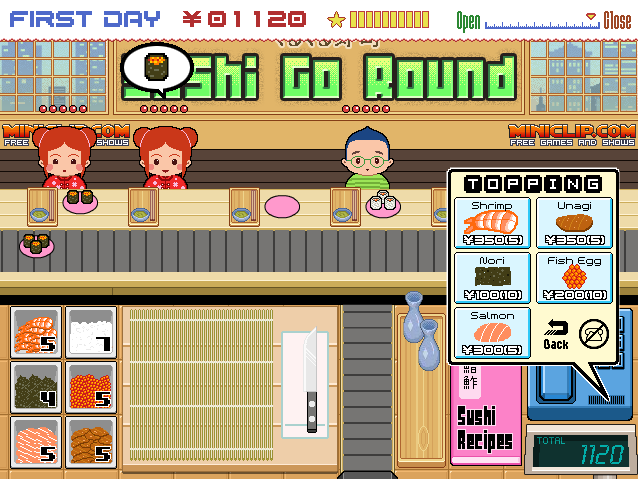 FIRST DAY ¥01120 Open Close
Sushi Go Round
MINICLIP.COM
FREE GAMES AND SHOWS
MINICLIP.COM
FREE GAMES AND SHOWS
TOPPING
Shrimp Unagi
¥350(5) ¥350(5)
Nori Fish Egg
¥100(10) ¥200(10)
Salmon
¥300(5)
Back
5 7
4 5
5 5
Sushi
Recipes
TOTAL
1120